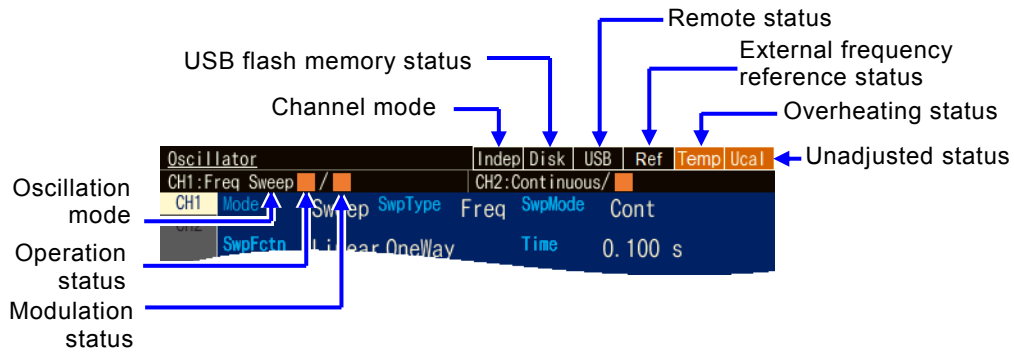 Remote status
External frequency
reference status
USB flash memory status
Channel mode
Overheating status
Unadjusted status
Oscillator Indep Disk USB Ref Temp Ucal
CH1:Freq Sweep / CH2:Continuous/
CH1 Mode Sweep SwpType Freq SwpMode Cont
CH2 SwpFctn Linear OneWay Time 0.100 s
Oscillation
mode
Operation
status
Modulation
status